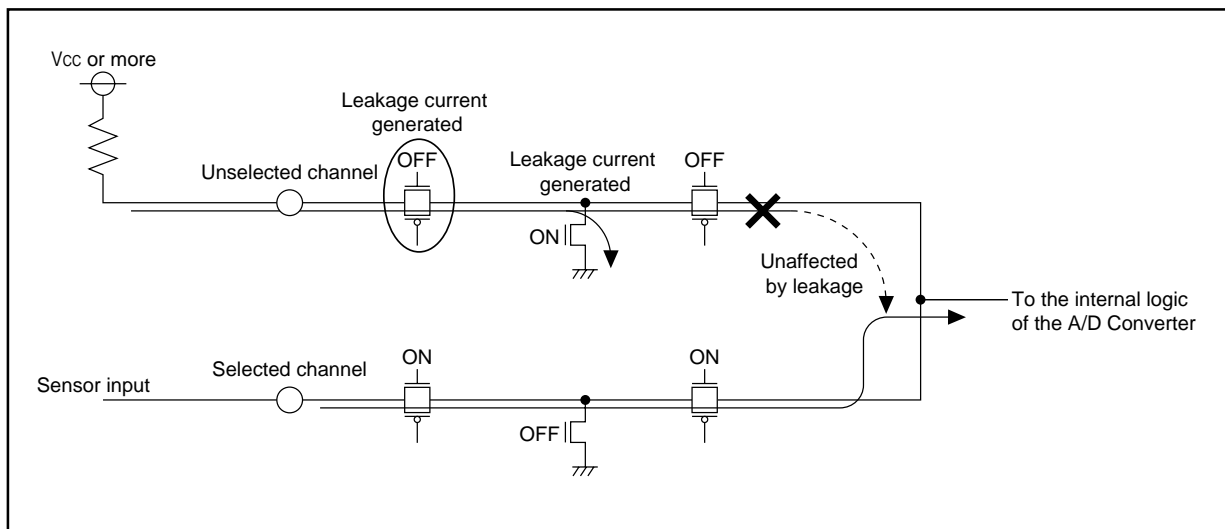 Vcc or more
Leakage current
generated
OFF
Unselected channel
Leakage current
generated
OFF
ON
Unaffected
by leakage
To the internal logic
of the A/D Converter
Sensor input
Selected channel
ON
ON
OFF